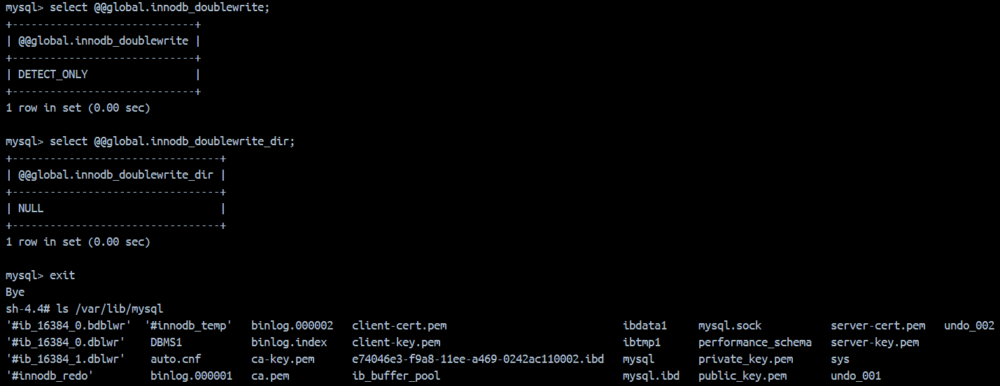 mysql> select @@global.innodb_doublewrite;
+-----------------------------+
| @@global.innodb_doublewrite |
+-----------------------------+
| DETECT_ONLY                 |
+-----------------------------+
1 row in set (0.00 sec)

mysql> select @@global.innodb_doublewrite_dir;
+---------------------------------+
| @@global.innodb_doublewrite_dir |
+---------------------------------+
| NULL                            |
+---------------------------------+
1 row in set (0.00 sec)

mysql> exit
Bye
sh-4.4# ls /var/lib/mysql
'#ib_16384_0.bdblwr'  '#innodb_temp'   binlog.000002   client-cert.pem                            ibdata1     mysql.sock           server-cert.pem   undo_002
'#ib_16384_0.dblwr'    DBMS1           binlog.index    client-key.pem                             ibtmp1      performance_schema   server-key.pem
'#ib_16384_1.dblwr'    auto.cnf        ca-key.pem      e74046e3-f9a8-11ee-a469-0242ac110002.ibd   mysql       private_key.pem      sys
'#innodb_redo'         binlog.000001   ca.pem          ib_buffer_pool                             mysql.ibd   public_key.pem       undo_001